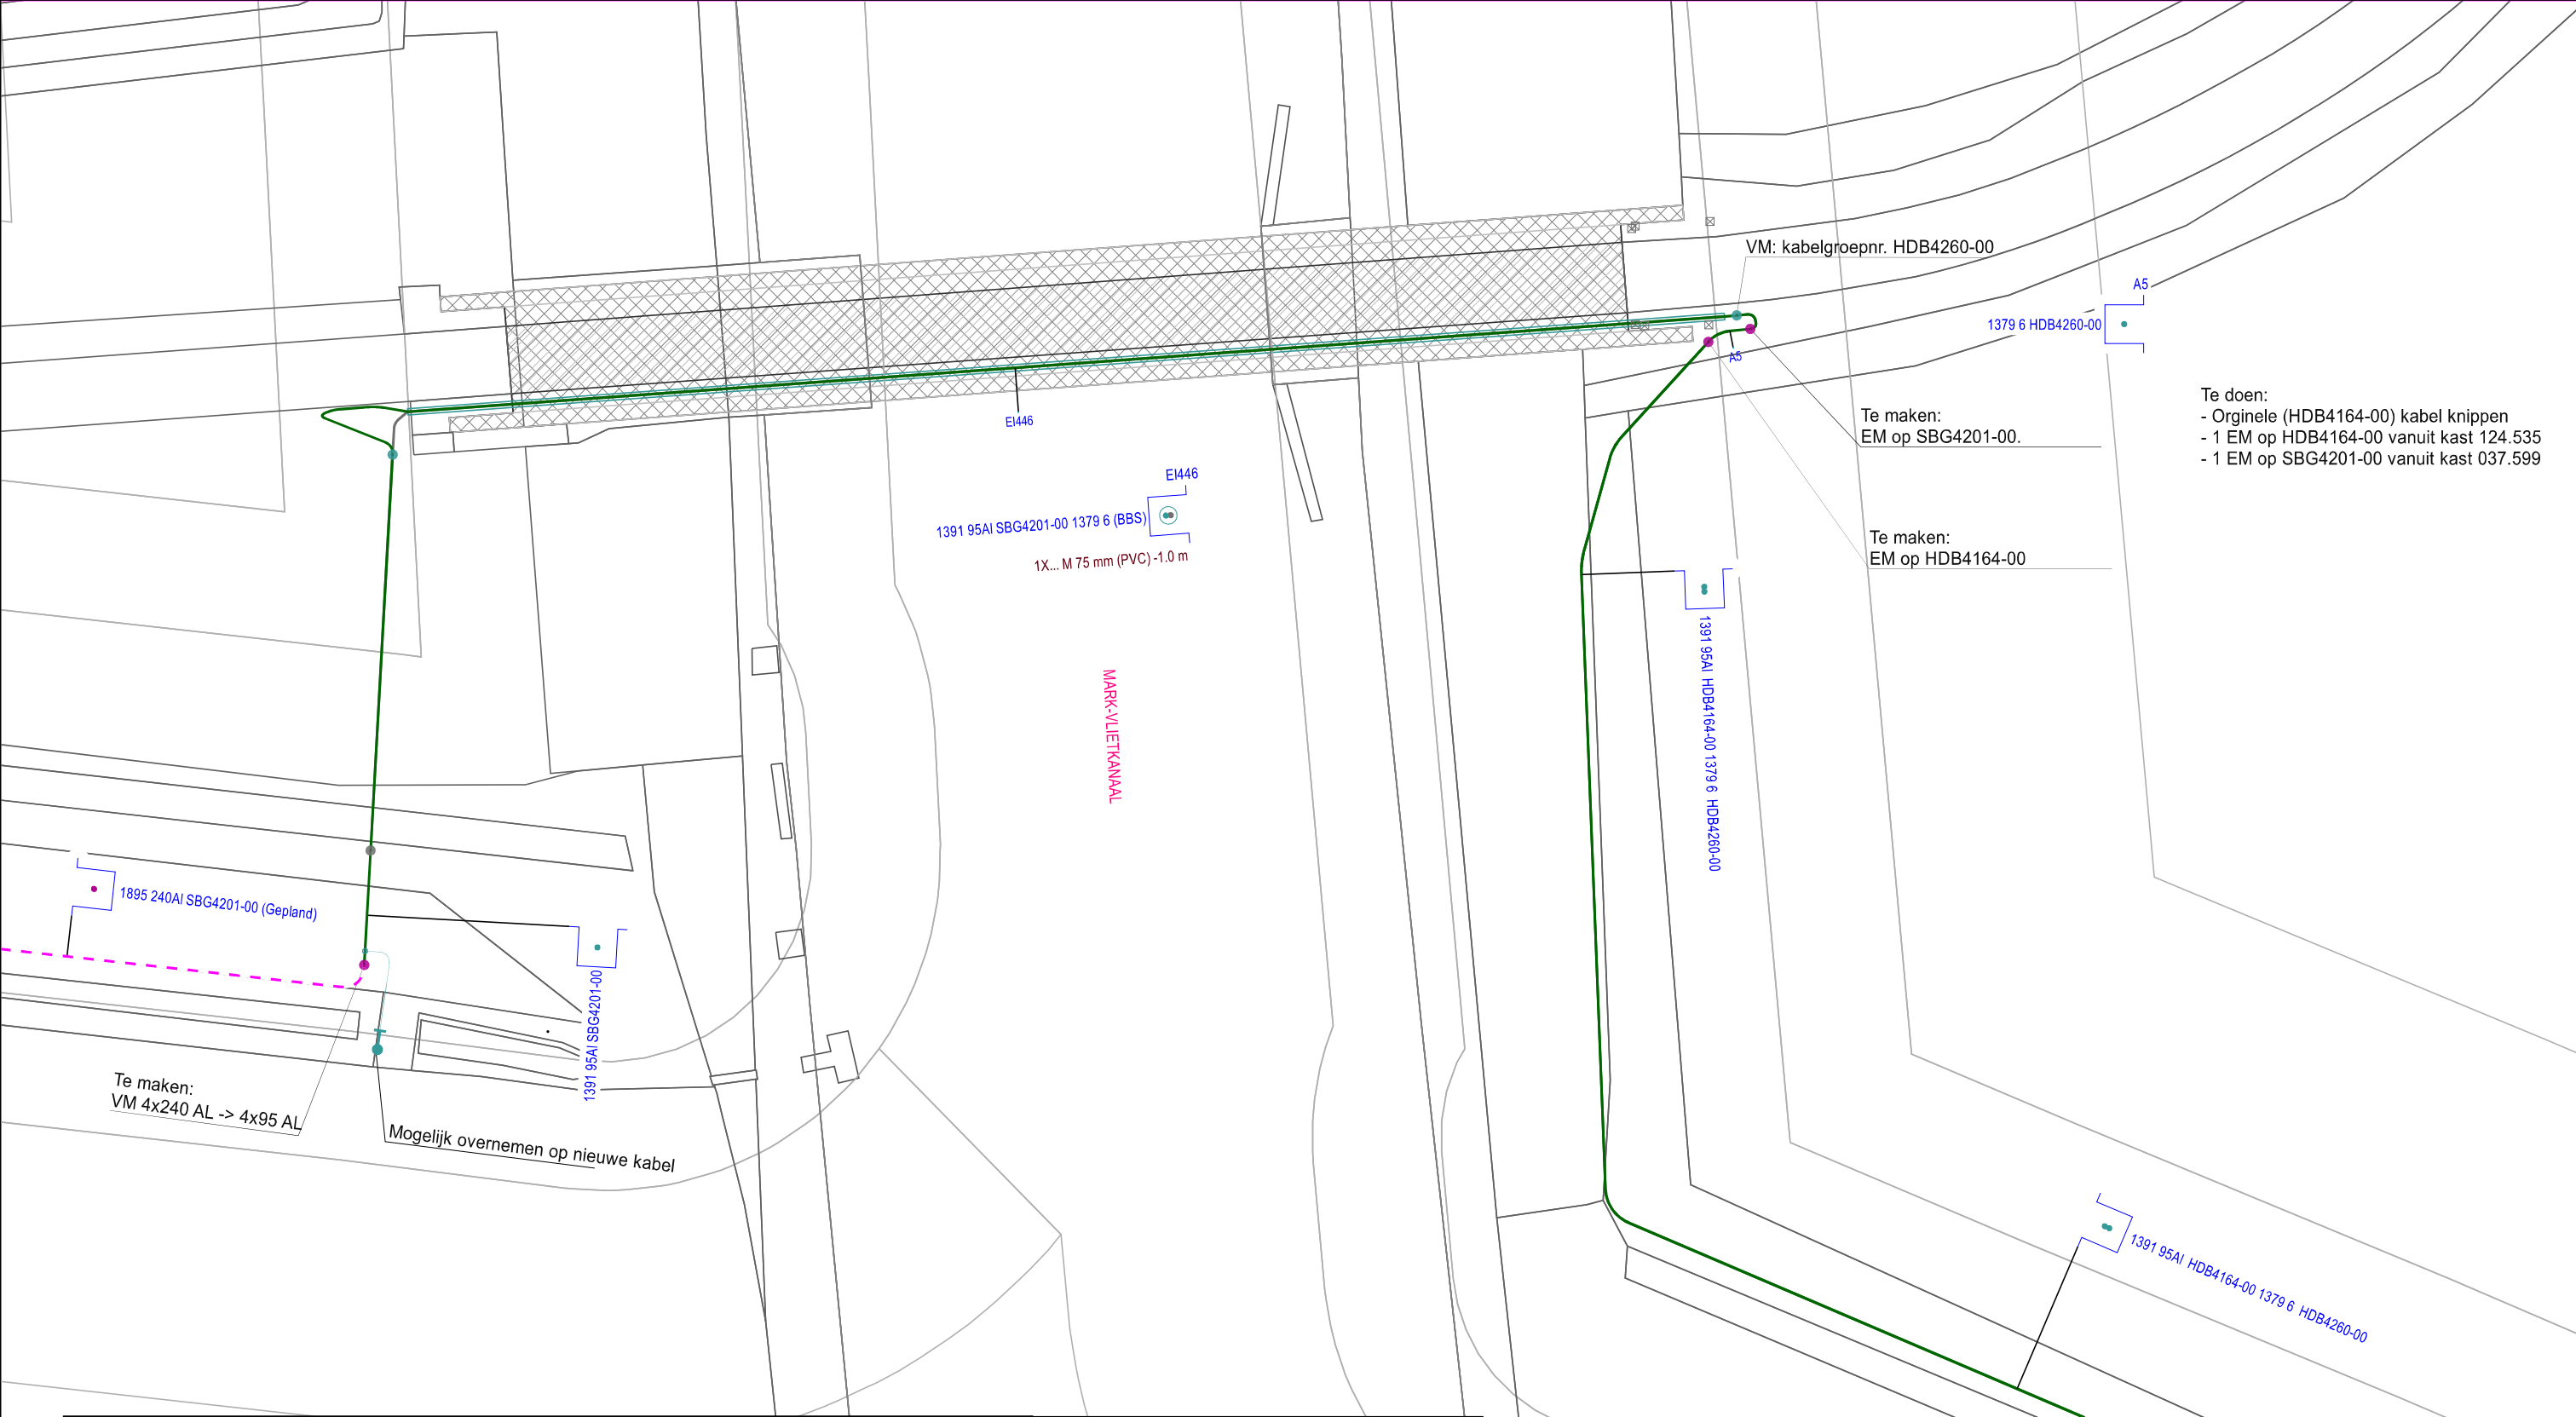 VM: kabelgroepnr. HDB4260-00
A5
1379 6 HDB4260-00
A5
Te doen:
- Orginele (HDB4164-00) kabel knippen
- 1 EM op HDB4164-00 vanuit kast 124.535
- 1 EM op SBG4201-00 vanuit kast 037.599
Te maken:
EM op SBG4201-00.
EI446
EI446
1391 95Al SBG4201-00 1379 6 (BBS)
1X... M 75 mm (PVC) -1.0 m
Te maken:
EM op HDB4164-00
1391 95Al HDB4164-00 1379 6 HDB4260-00
MARK-VLIETKANAAL
1895 240Al SBG4201-00 (Gepland)
1391 95Al SBG4201-00
Te maken:
VM 4x240 AL -> 4x95 AL
Mogelijk overnemen op nieuwe kabel
1391 95Al HDB4164-00 1379 6 HDB4260-00